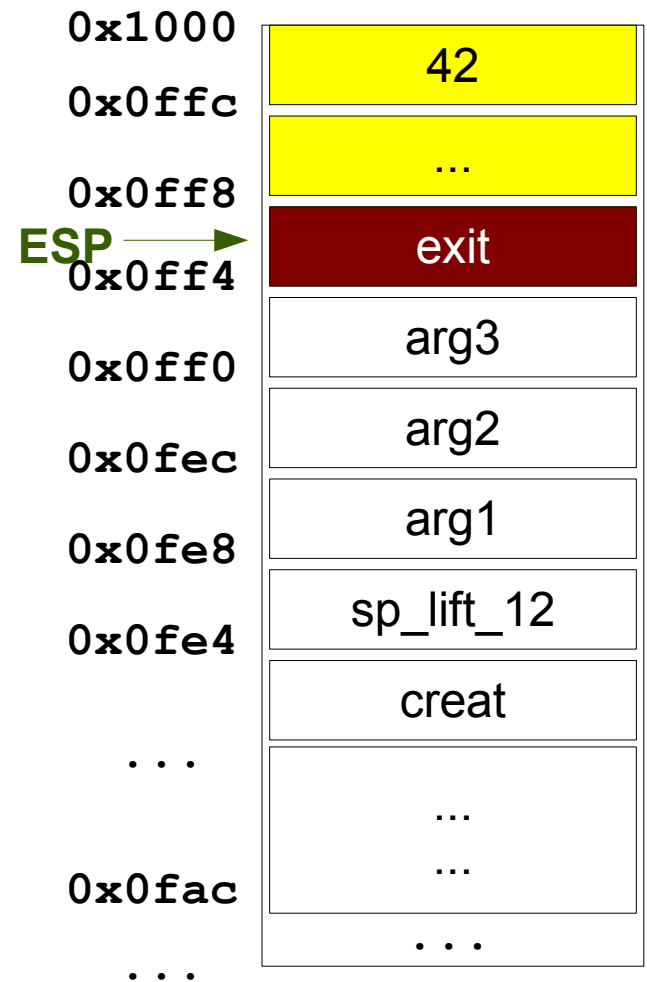 0x1000
42
0x0ffc
...
0x0ff8
ESP
exit
0x0ff4
arg3
0x0ff0
arg2
0x0fec
arg1
0x0fe8
sp_lift_12
0x0fe4
creat
...
...
...
0x0fac
...
...